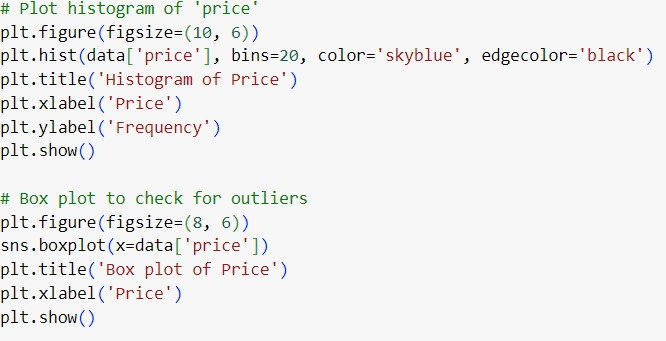 # Plot histogram of 'price'
plt.figure(figsize=(10, 6))
plt.hist(data['price'], bins=20, color='skyblue', edgecolor='black')
plt.title('Histogram of Price')
plt.xlabel('Price')
plt.ylabel('Frequency')
plt.show()

# Box plot to check for outliers
plt.figure(figsize=(8, 6))
sns.boxplot(x=data['price'])
plt.title('Box plot of Price')
plt.xlabel('Price')
plt.show()